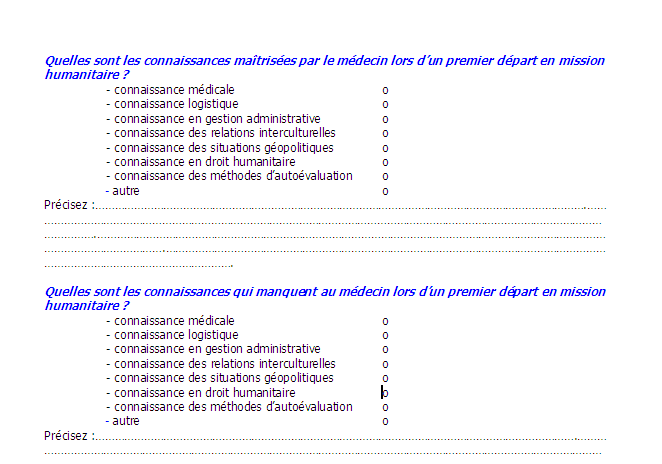 Quelles sont les connaissances maîtrisées par le médecin lors d'un premier départ en mission
humanitaire ?
- connaissance médicale o
- connaissance logistique o
- connaissance en gestion administrative o
- connaissance des relations interculturelles o
- connaissance des situations géopolitiques o
- connaissance en droit humanitaire o
- connaissance des méthodes d'autoévaluation o
- autre o
Précisez :......................................................................................................
......................................................................................................
......................................................................................................
......................................................................................................
..................................................
Quelles sont les connaissances qui manquent au médecin lors d'un premier départ en mission
humanitaire ?
- connaissance médicale o
- connaissance logistique o
- connaissance en gestion administrative o
- connaissance des relations interculturelles o
- connaissance des situations géopolitiques o
- connaissance en droit humanitaire o
- connaissance des méthodes d'autoévaluation o
- autre o
Précisez :......................................................................................................
......................................................................................................